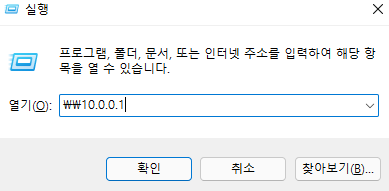 실행
프로그램, 폴더, 문서, 또는 인터넷 주소를 입력하여 해당 항
목을 열 수 있습니다.
열기(O): ₩₩10.0.0.1
확인 취소 찾아보기(B)...